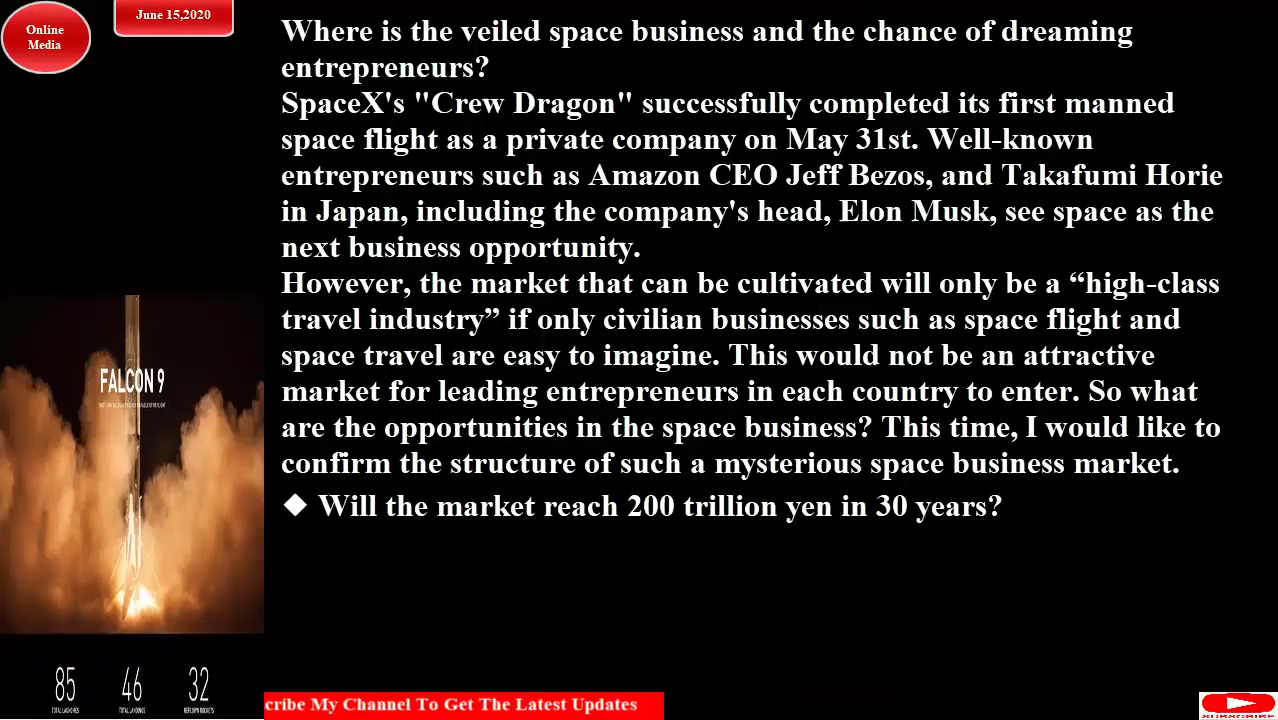 Online
Media
June 15,2020
Where is the veiled space business and the chance of dreaming
entrepreneurs?
SpaceX's "Crew Dragon" successfully completed its first manned
space flight as a private company on May 31st. Well-known
entrepreneurs such as Amazon CEO Jeff Bezos, and Takafumi Horie
in Japan, including the company's head, Elon Musk, see space as the
next business opportunity.
However, the market that can be cultivated will only be a “high-class
travel industry” if only civilian businesses such as space flight and
space travel are easy to imagine. This would not be an attractive
market for leading entrepreneurs in each country to enter. So what
are the opportunities in the space business? This time, I would like to
confirm the structure of such a mysterious space business market.
◆ Will the market reach 200 trillion yen in 30 years?
FALCON 9
85 46 32
TOTAL LAUNCHES TOTAL LANDINGS REFLOWN ROCKETS
cribe My Channel To Get The Latest Updates
SUBSCRIBE